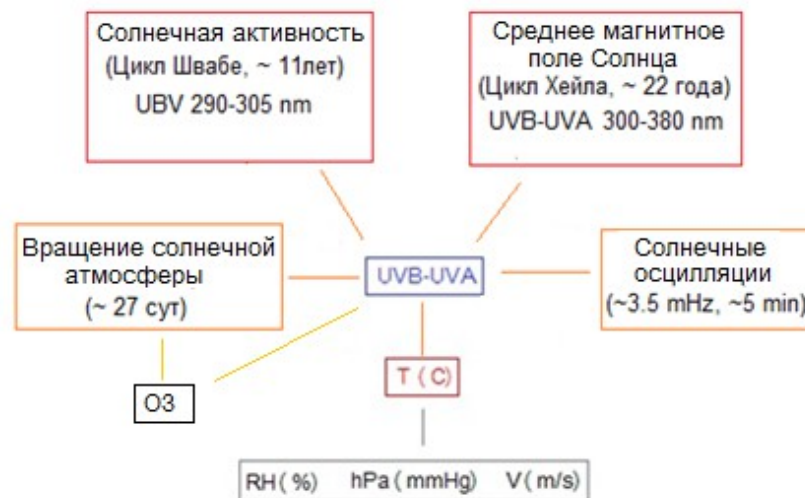 Солнечная активность
(Цикл Швабе, ~ 11лет)
UBV 290-305 nm
Среднее магнитное
поле Солнца
(Цикл Хейла, ~ 22 года)
UVB-UVA 300-380 nm
Вращение солнечной
атмосферы
(~ 27 сут)
UVB-UVA
Солнечные
осцилляции
(~3.5 mHz, ~5 min)
O3
T ( C)
RH ( %) hPa ( mmHg) V ( m/s)